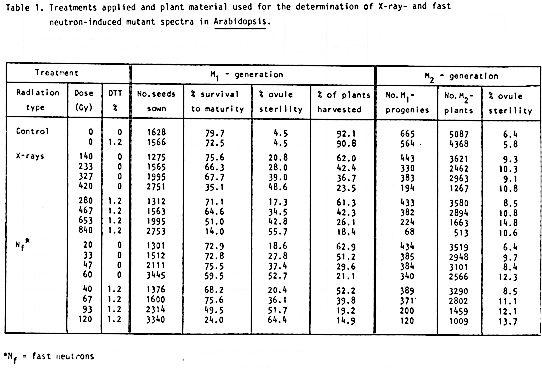 Table 1. Treatments applied and plant material used for the determination of X-ray- and fast
neutron-induced mutant spectra in Arabidopsis.
Treatment M1 - generation M2 - generation
Radiation Dose DTT No.seeds % survival % ovule % of plants No.M1- No.M2- % ovule
type (Gy) % sown to maturity sterility harvested progenies plants sterility
Control 0 0 1628 79.7 4.5 92.1 665 5087 6.4
0 1.2 1566 72.5 4.5 90.8 564 4368 5.8
X-rays 140 0 1275 75.6 20.8 62.0 443 3621 9.3
233 0 1565 66.3 28.0 42.4 330 2462 10.3
327 0 1995 67.7 39.0 36.7 383 2963 9.1
420 0 2751 35.1 48.6 23.5 194 1267 10.8
280 1.2 1312 71.1 17.3 61.3 433 3580 8.5
467 1.2 1563 64.6 34.5 42.3 382 2894 10.8
653 1.2 1995 51.0 42.8 26.1 224 1663 14.8
840 1.2 2753 14.0 55.7 18.4 68 513 10.6
Nf* 20 0 1301 72.9 18.6 62.9 434 3519 6.4
33 0 1512 72.8 27.8 51.2 385 2948 9.7
47 0 2111 75.5 37.4 29.6 384 3101 8.4
60 0 3445 59.5 52.7 21.1 340 2566 12.3
40 1.2 1376 68.2 20.4 52.2 389 3290 8.5
67 1.2 1600 75.6 36.1 39.8 371 2802 11.1
93 1.2 2314 49.5 51.7 19.2 200 1459 12.1
120 1.2 3340 24.0 64.4 14.9 120 1009 13.7
*Nf = fast neutrons